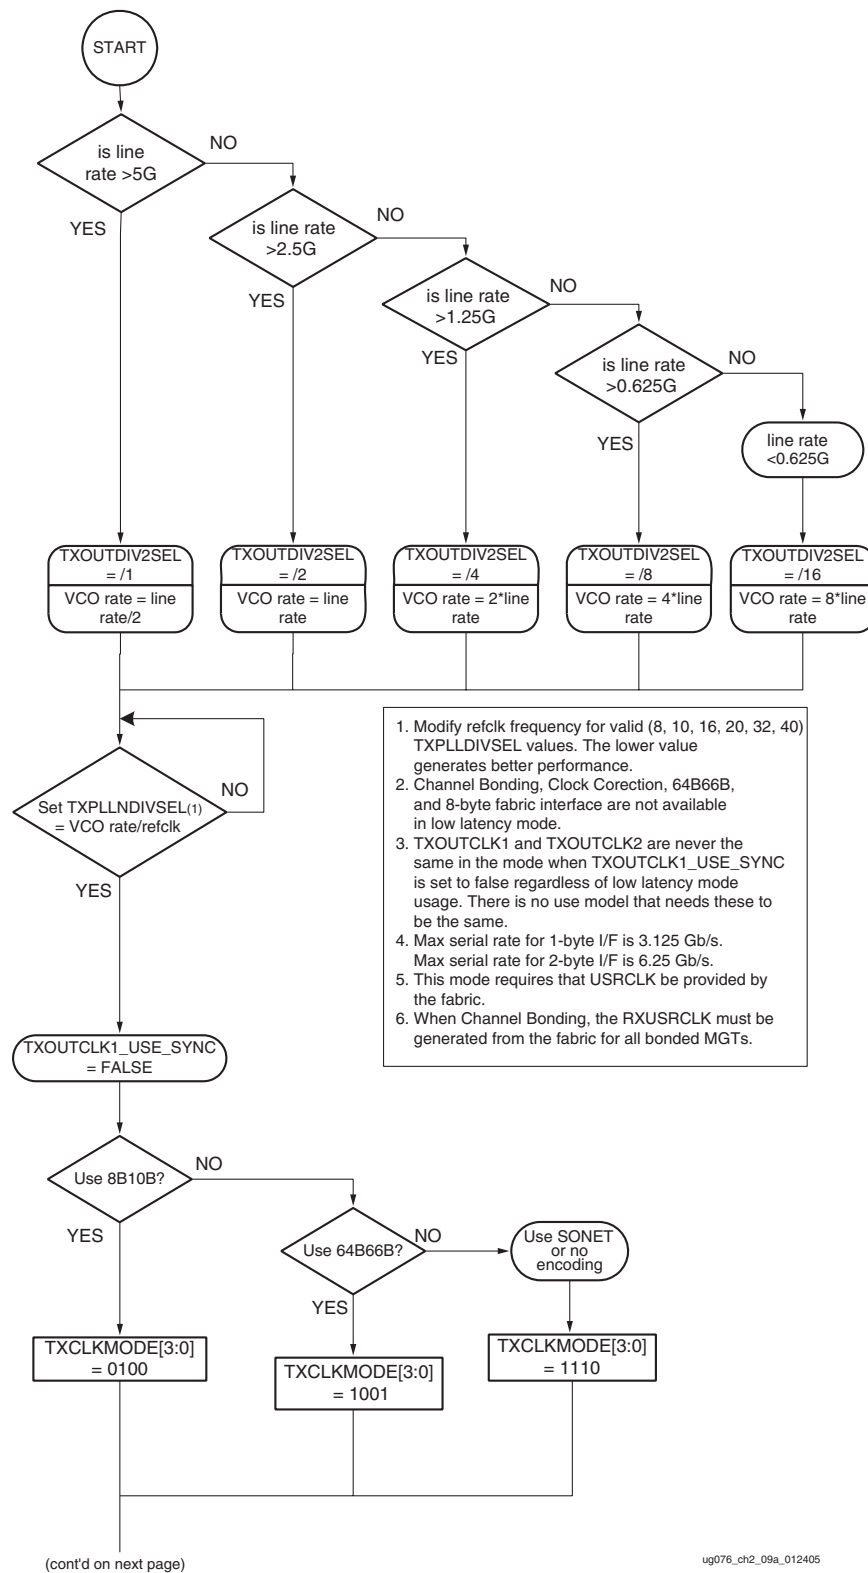 START
is line
rate >5G
NO
YES
is line rate
>2.5G
NO
YES
is line rate
>1.25G
NO
YES
is line rate
>0.625G
NO
YES
line rate
<0.625G
TXOUTDIV2SEL
= /1
VCO rate = line
rate/2
TXOUTDIV2SEL
= /2
VCO rate = line
rate
TXOUTDIV2SEL
= /4
VCO rate = 2*line
rate
TXOUTDIV2SEL
= /8
VCO rate = 4*line
rate
TXOUTDIV2SEL
= /16
VCO rate = 8*line
rate
Set TXPLLNDIVSEL(1)
= VCO rate/refclk
NO
YES
1. Modify refclk frequency for valid (8, 10, 16, 20, 32, 40)
TXPLLDIVSEL values. The lower value
generates better performance.
2. Channel Bonding, Clock Corection, 64B66B,
and 8-byte fabric interface are not available
in low latency mode.
3. TXOUTCLK1 and TXOUTCLK2 are never the
same in the mode when TXOUTCLK1_USE_SYNC
is set to false regardless of low latency mode
usage. There is no use model that needs these to
be the same.
4. Max serial rate for 1-byte I/F is 3.125 Gb/s.
Max serial rate for 2-byte I/F is 6.25 Gb/s.
5. This mode requires that USRCLK be provided by
the fabric.
6. When Channel Bonding, the RXUSRCLK must be
generated from the fabric for all bonded MGTs.
TXOUTCLK1_USE_SYNC
= FALSE
Use 8B10B?
NO
YES
Use 64B66B?
NO
YES
Use SONET
or no
encoding
TXCLKMODE[3:0]
= 0100
TXCLKMODE[3:0]
= 1001
TXCLKMODE[3:0]
= 1110
(cont'd on next page)
ug076_ch2_09a_012405